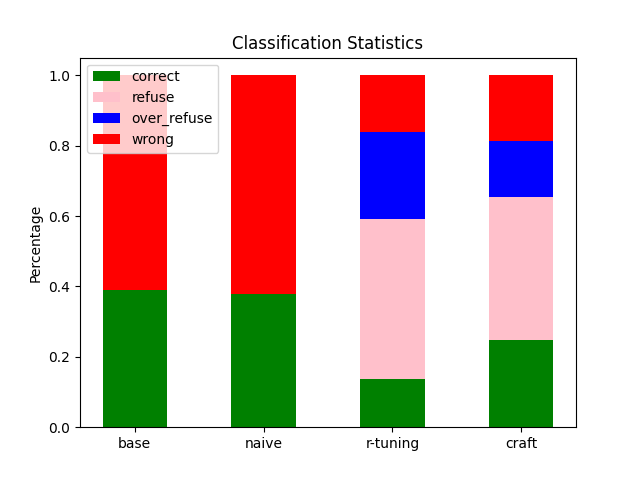 Classification Statistics
correct
refuse
over_refuse
wrong
Percentage
1.0
0.8
0.6
0.4
0.2
0.0
base naive r-tuning craft